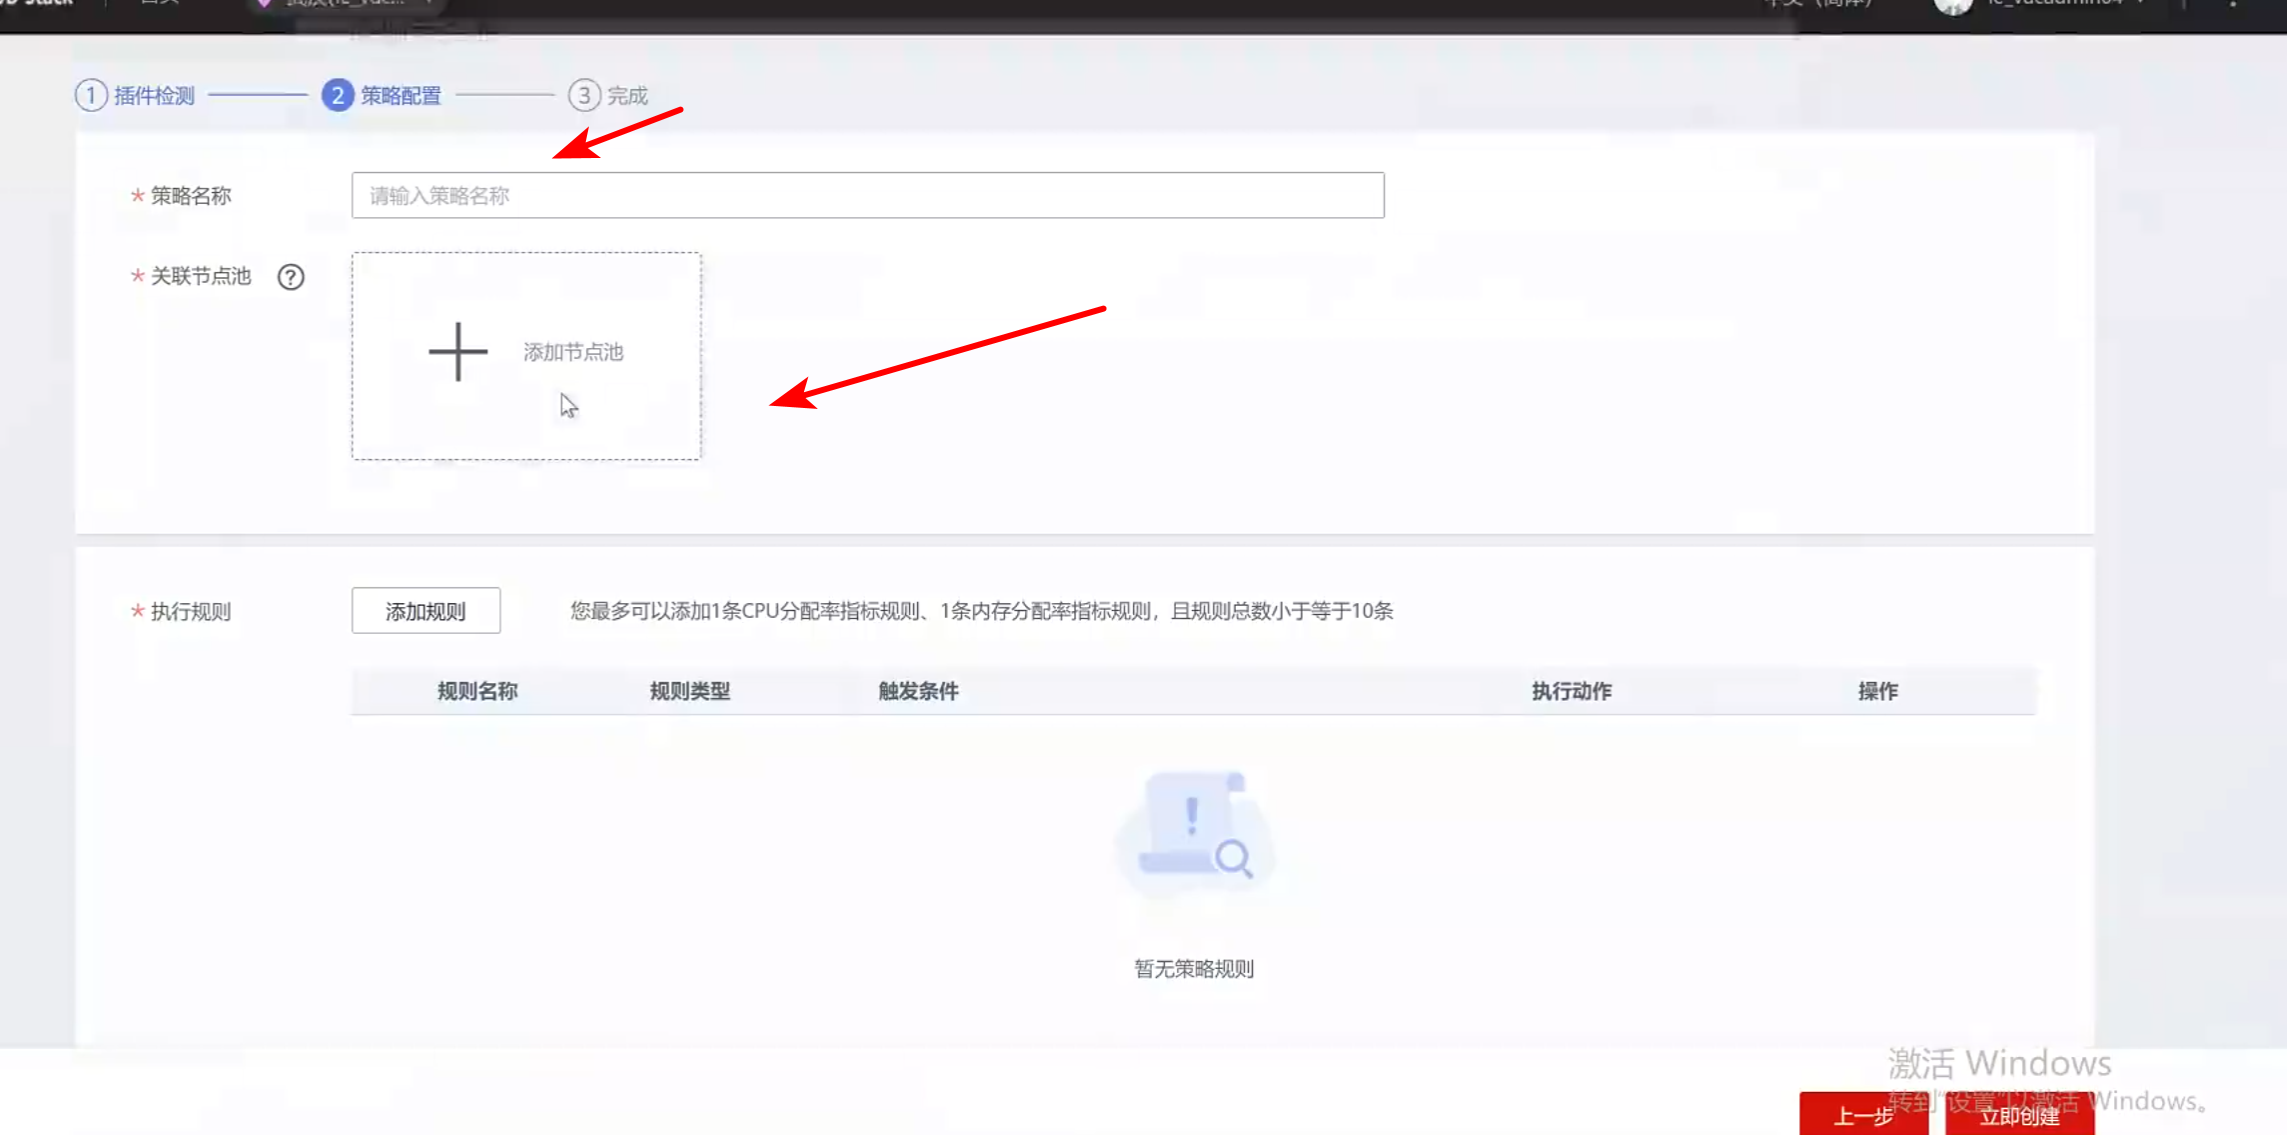 1 插件检测 2 策略配置 3 完成
* 策略名称 请输入策略名称
* 关联节点池 ?
添加节点池
* 执行规则 添加规则 您最多可以添加1条CPU分配率指标规则、1条内存分配率指标规则，且规则总数小于等于10条
规则名称 规则类型 触发条件 执行动作 操作
暂无策略规则
激活 Windows
转到"设置"以激活 Windows。
上一步 立即创建